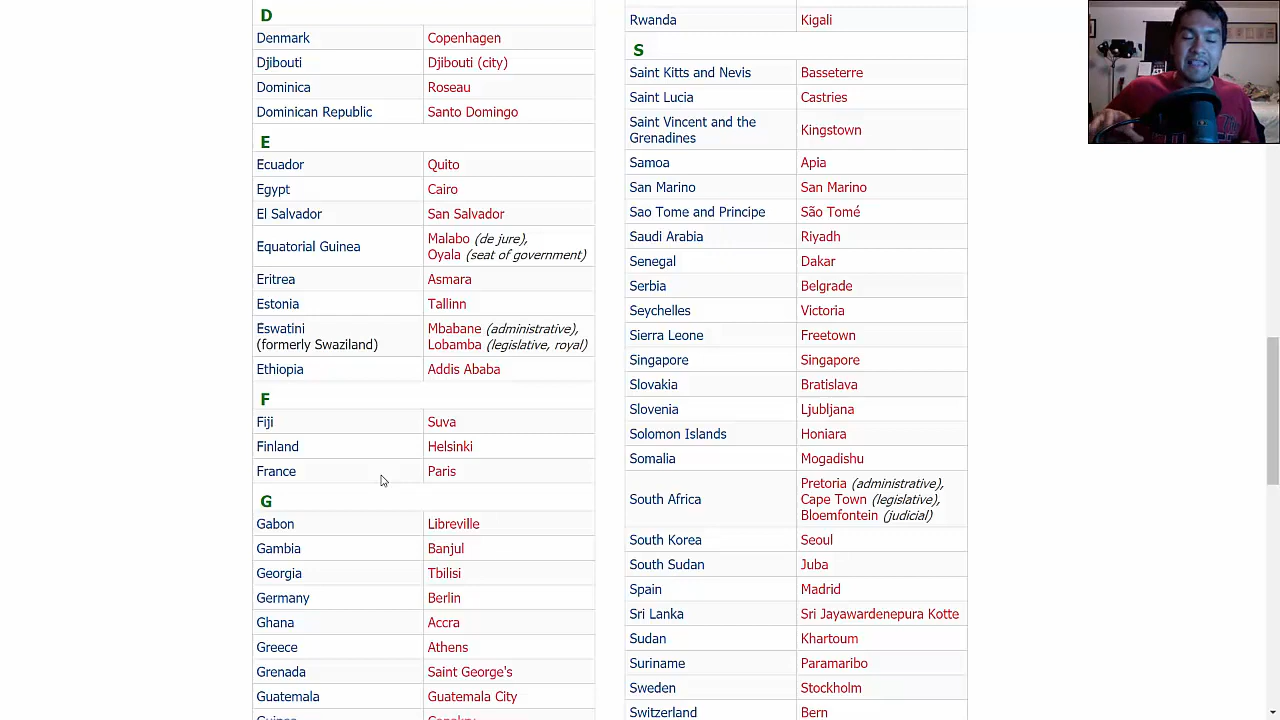 D
Denmark Copenhagen
Djibouti Djibouti (city)
Dominica Roseau
Dominican Republic Santo Domingo
E
Ecuador Quito
Egypt Cairo
El Salvador San Salvador
Equatorial Guinea Malabo (de jure),
Oyala (seat of government)
Eritrea Asmara
Estonia Tallinn
Eswatini Mbabane (administrative),
(formerly Swaziland) Lobamba (legislative, royal)
Ethiopia Addis Ababa
F
Fiji Suva
Finland Helsinki
France Paris
G
Gabon Libreville
Gambia Banjul
Georgia Tbilisi
Germany Berlin
Ghana Accra
Greece Athens
Grenada Saint George's
Guatemala Guatemala City
Guinea Conakry
Rwanda Kigali
S
Saint Kitts and Nevis Basseterre
Saint Lucia Castries
Saint Vincent and the
Grenadines Kingstown
Samoa Apia
San Marino San Marino
Sao Tome and Principe São Tomé
Saudi Arabia Riyadh
Senegal Dakar
Serbia Belgrade
Seychelles Victoria
Sierra Leone Freetown
Singapore Singapore
Slovakia Bratislava
Slovenia Ljubljana
Solomon Islands Honiara
Somalia Mogadishu
Pretoria (administrative),
South Africa Cape Town (legislative),
Bloemfontein (judicial)
South Korea Seoul
South Sudan Juba
Spain Madrid
Sri Lanka Sri Jayawardenepura Kotte
Sudan Khartoum
Suriname Paramaribo
Sweden Stockholm
Switzerland Bern